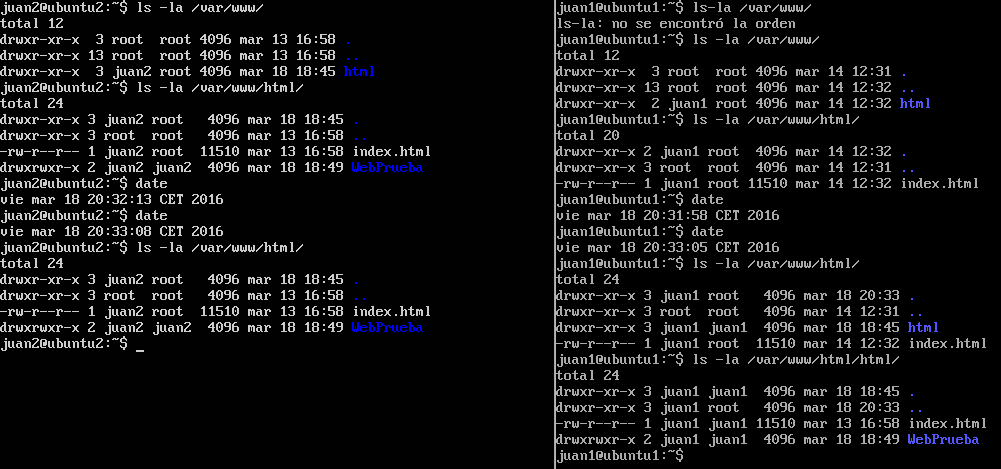 juan2@ubuntu2:~$ ls -la /var/www/
total 12
drwxr-xr-x  3 root  root 4096 mar 13 16:58 .
drwxr-xr-x 13 root  root 4096 mar 13 16:58 ..
drwxr-xr-x  3 juan2 root 4096 mar 18 18:45 html
juan2@ubuntu2:~$ ls -la /var/www/html/
total 24
drwxr-xr-x 3 juan2 root   4096 mar 18 18:45 .
drwxr-xr-x 3 root  root   4096 mar 13 16:58 ..
-rw-r--r-- 1 juan2 root  11510 mar 13 16:58 index.html
drwxrwxr-x 2 juan2 juan2  4096 mar 18 18:49 WebPrueba
juan2@ubuntu2:~$ date
vie mar 18 20:32:13 CET 2016
juan2@ubuntu2:~$ date
vie mar 18 20:33:08 CET 2016
juan2@ubuntu2:~$ ls -la /var/www/html/
total 24
drwxr-xr-x 3 juan2 root   4096 mar 18 18:45 .
drwxr-xr-x 3 root  root   4096 mar 13 16:58 ..
-rw-r--r-- 1 juan2 root  11510 mar 13 16:58 index.html
drwxrwxr-x 2 juan2 juan2  4096 mar 18 18:49 WebPrueba
juan2@ubuntu2:~$ _
juan1@ubuntu1:~$ ls-la /var/www/
ls-la: no se encontró la orden
juan1@ubuntu1:~$ ls -la /var/www/
total 12
drwxr-xr-x  3 root  root 4096 mar 14 12:31 .
drwxr-xr-x 13 root  root 4096 mar 14 12:32 ..
drwxr-xr-x  2 juan1 root 4096 mar 14 12:32 html
juan1@ubuntu1:~$ ls -la /var/www/html/
total 20
drwxr-xr-x 2 juan1 root  4096 mar 14 12:32 .
drwxr-xr-x 3 root  root  4096 mar 14 12:31 ..
-rw-r--r-- 1 juan1 root 11510 mar 14 12:32 index.html
juan1@ubuntu1:~$ date
vie mar 18 20:31:58 CET 2016
juan1@ubuntu1:~$ date
vie mar 18 20:33:05 CET 2016
juan1@ubuntu1:~$ ls -la /var/www/html/
total 24
drwxr-xr-x 3 juan1 root   4096 mar 18 20:33 .
drwxr-xr-x 3 root  root   4096 mar 14 12:31 ..
drwxr-xr-x 3 juan1 juan1  4096 mar 18 18:45 html
-rw-r--r-- 1 juan1 root  11510 mar 14 12:32 index.html
juan1@ubuntu1:~$ ls -la /var/www/html/html/
total 24
drwxr-xr-x 3 juan1 juan1  4096 mar 18 18:45 .
drwxr-xr-x 3 juan1 root   4096 mar 18 20:33 ..
-rw-r--r-- 1 juan1 juan1 11510 mar 13 16:58 index.html
drwxrwxr-x 2 juan1 juan1  4096 mar 18 18:49 WebPrueba
juan1@ubuntu1:~$